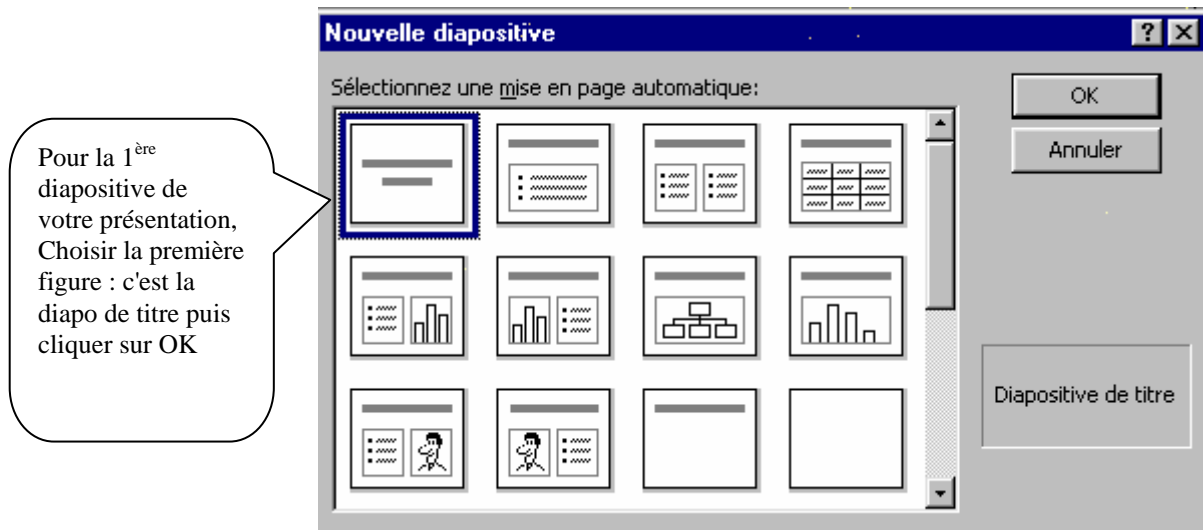 Nouvelle diapositive
Sélectionnez une mise en page automatique:
OK
Annuler
Pour la 1ère
diapositive de
votre présentation,
Choisir la première
figure : c'est la
diapo de titre puis
cliquer sur OK
Diapositive de titre